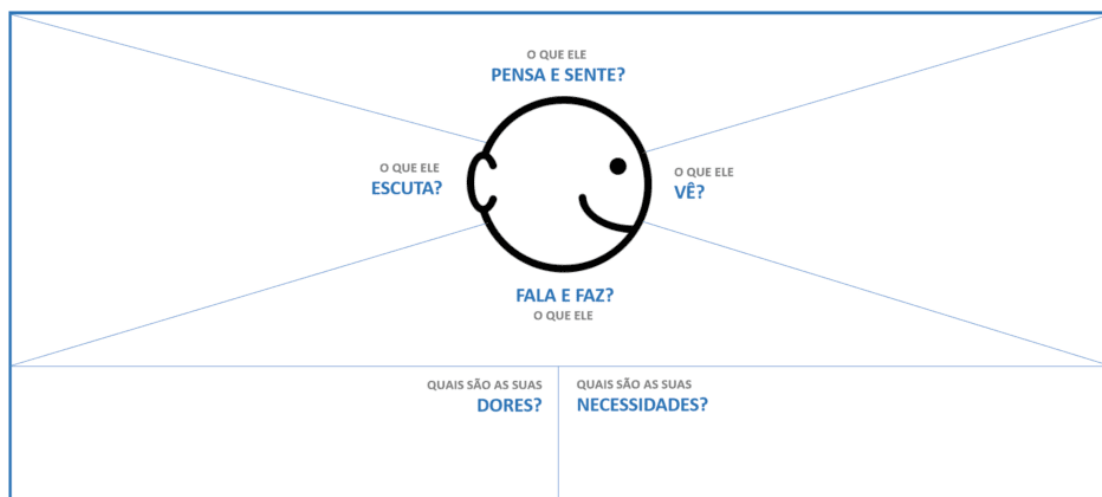 O QUE ELE
PENSA E SENTE?
O QUE ELE
ESCUTA?
O QUE ELE
VÊ?
FALA E FAZ?
O QUE ELE
QUAIS SÃO AS SUAS
DORES?
QUAIS SÃO AS SUAS
NECESSIDADES?